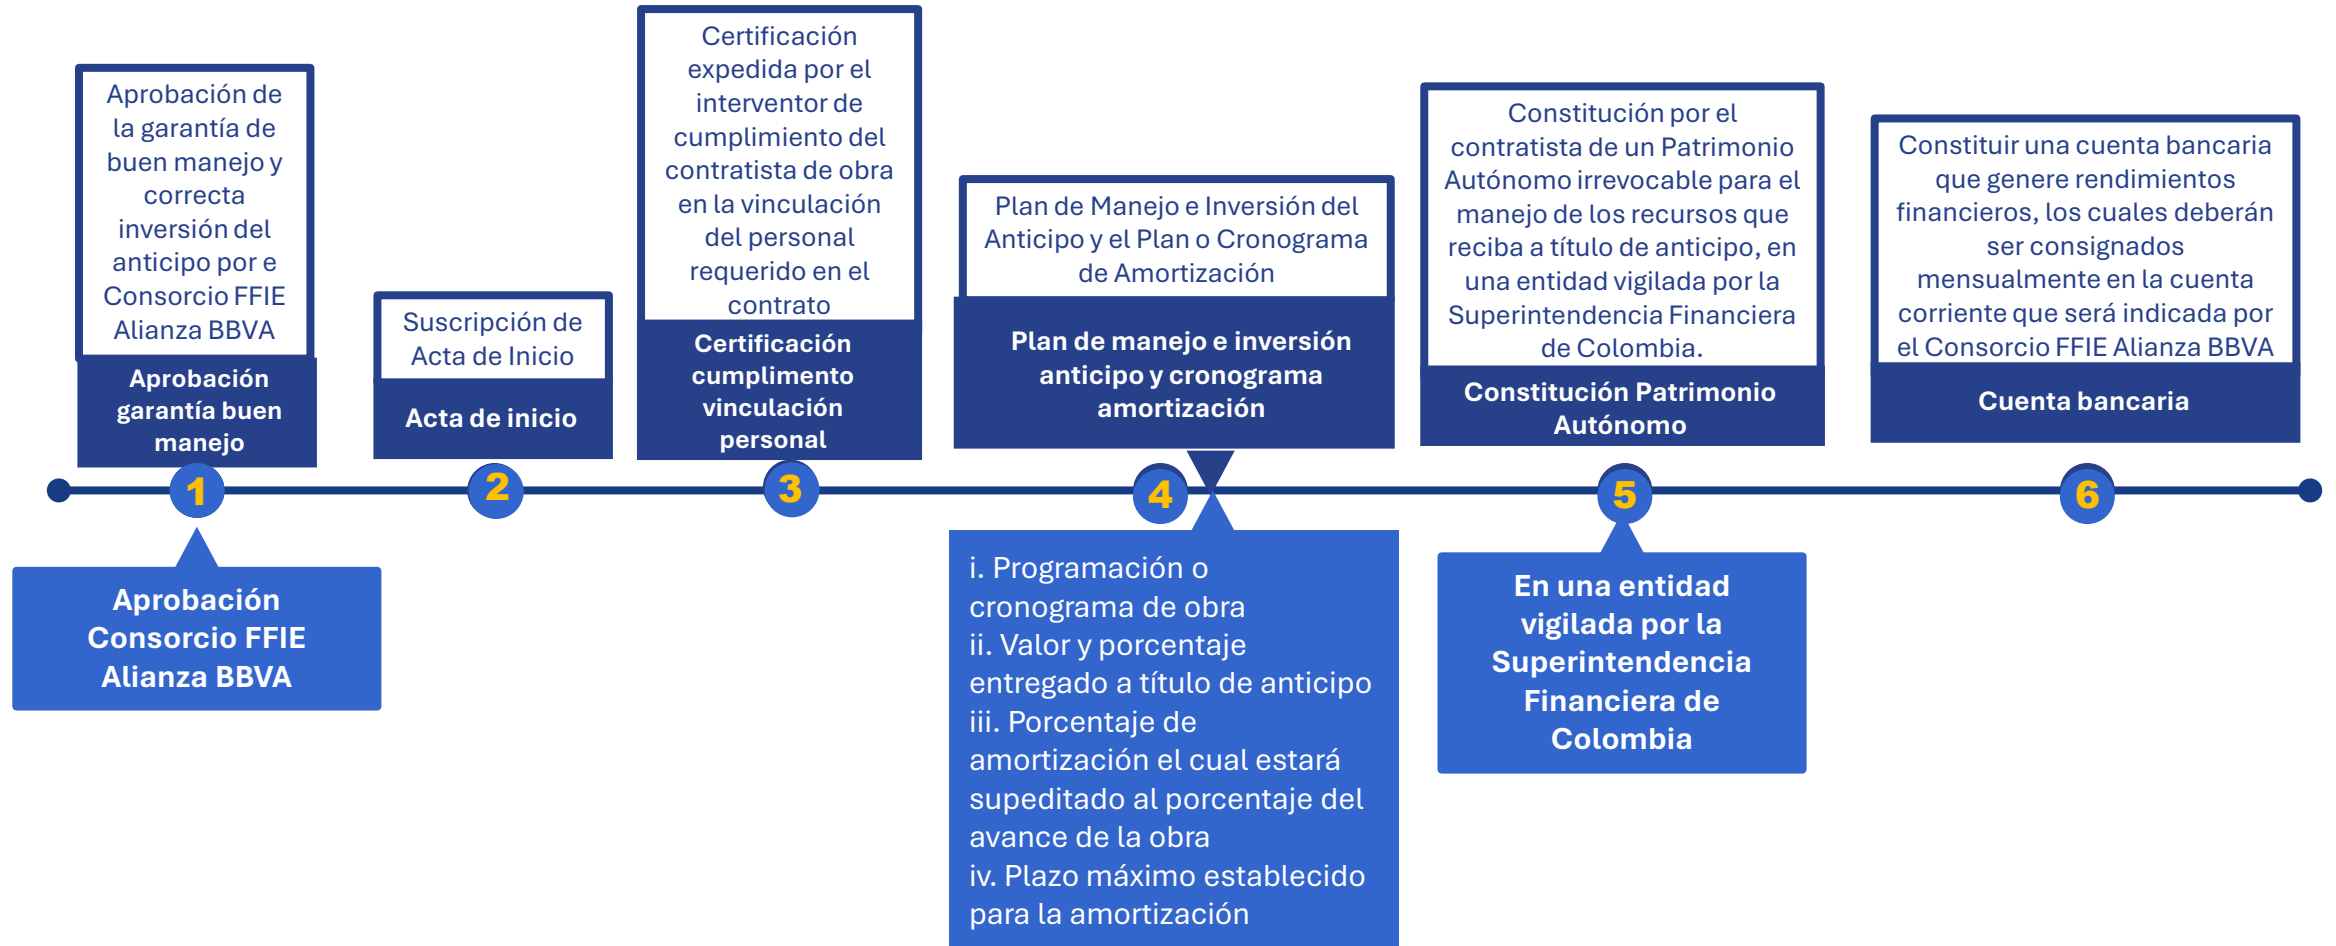 Aprobación de
la garantía de
buen manejo y
correcta
inversión del
anticipo por e
Consorcio FFIE
Alianza BBVA
Aprobación
garantía buen
manejo
1
Aprobación
Consorcio FFIE
Alianza BBVA
Suscripción de
Acta de Inicio
Acta de inicio
2
Certificación
expedida por el
interventor de
cumplimiento del
contratista de obra
en la vinculación
del personal
requerido en el
contrato
Certificación
cumplimento
vinculación
personal
3
Plan de Manejo e Inversión del
Anticipo y el Plan o Cronograma
de Amortización
Plan de manejo e inversión
anticipo y cronograma
amortización
4
i. Programación o
cronograma de obra
ii. Valor y porcentaje
entregado a título de anticipo
iii. Porcentaje de
amortización el cual estará
supeditado al porcentaje del
avance de la obra
iv. Plazo máximo establecido
para la amortización
Constitución por el
contratista de un Patrimonio
Autónomo irrevocable para el
manejo de los recursos que
reciba a título de anticipo, en
una entidad vigilada por la
Superintendencia Financiera
de Colombia.
Constitución Patrimonio
Autónomo
5
En una entidad
vigilada por la
Superintendencia
Financiera de
Colombia
Constituir una cuenta bancaria
que genere rendimientos
financieros, los cuales deberán
ser consignados
mensualmente en la cuenta
corriente que será indicada por
el Consorcio FFIE Alianza BBVA
Cuenta bancaria
6